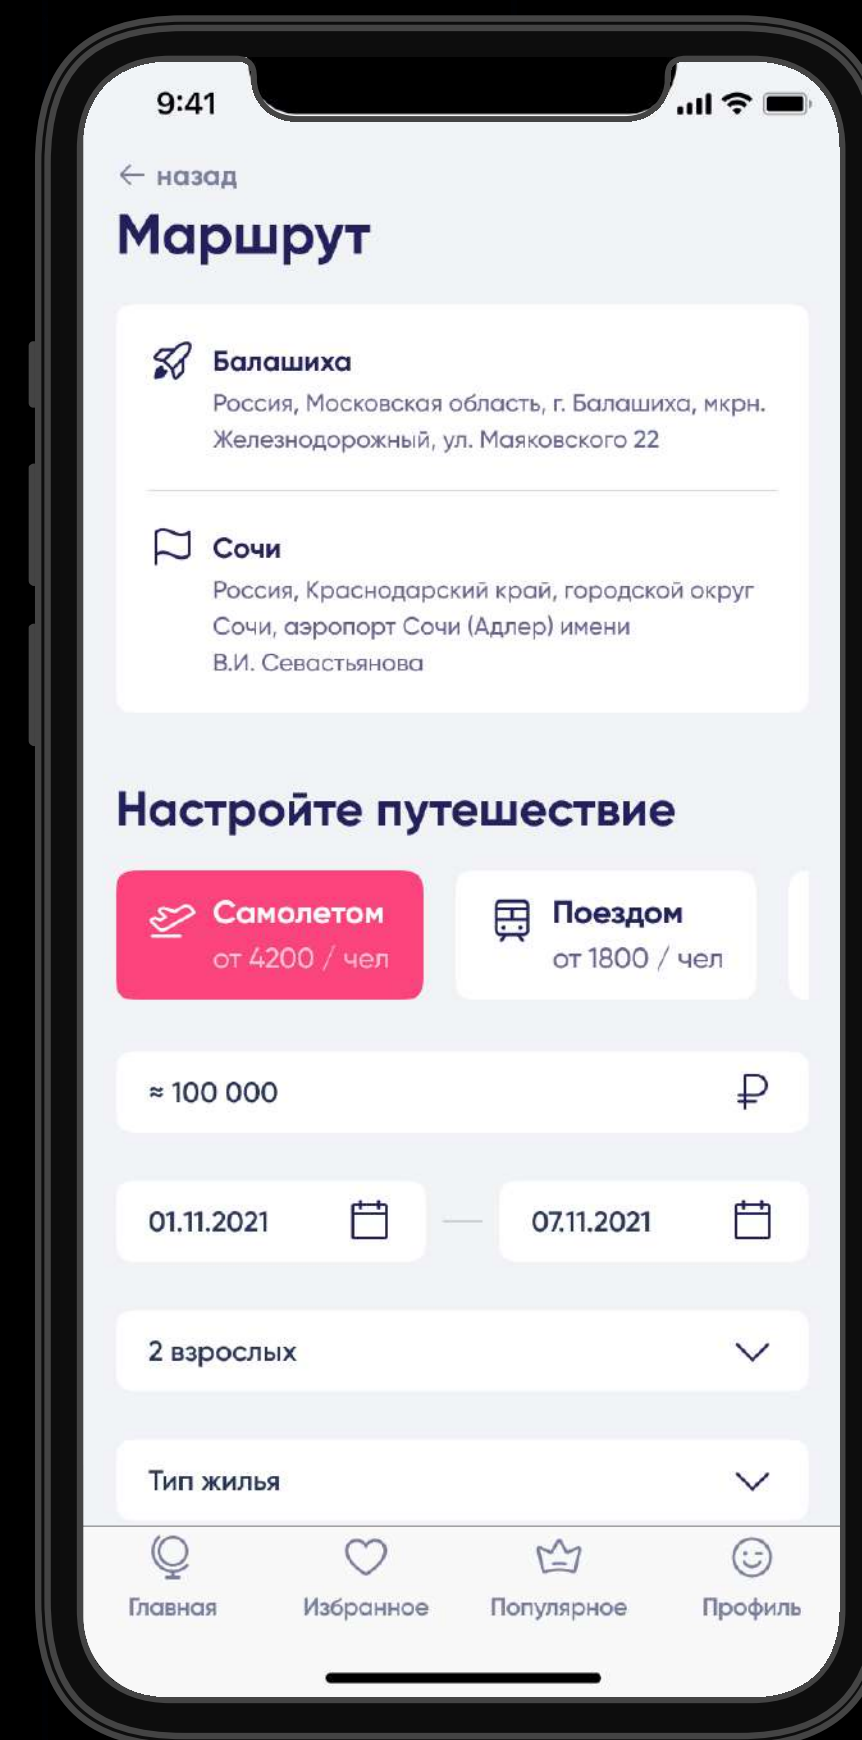 9:41
← назад
Маршрут
Балашиха
Россия, Московская область, г. Балашиха, мкрн.
Железнодорожный, ул. Маяковского 22
Сочи
Россия, Краснодарский край, городской округ
Сочи, аэропорт Сочи (Адлер) имени
В.И. Севастьянова
Настройте путешествие
Самолетом
от 4200 / чел
Поездом
от 1800 / чел
≈ 100 000 ₽
01.11.2021 — 07.11.2021
2 взрослых
Тип жилья
Главная Избранное Популярное Профиль